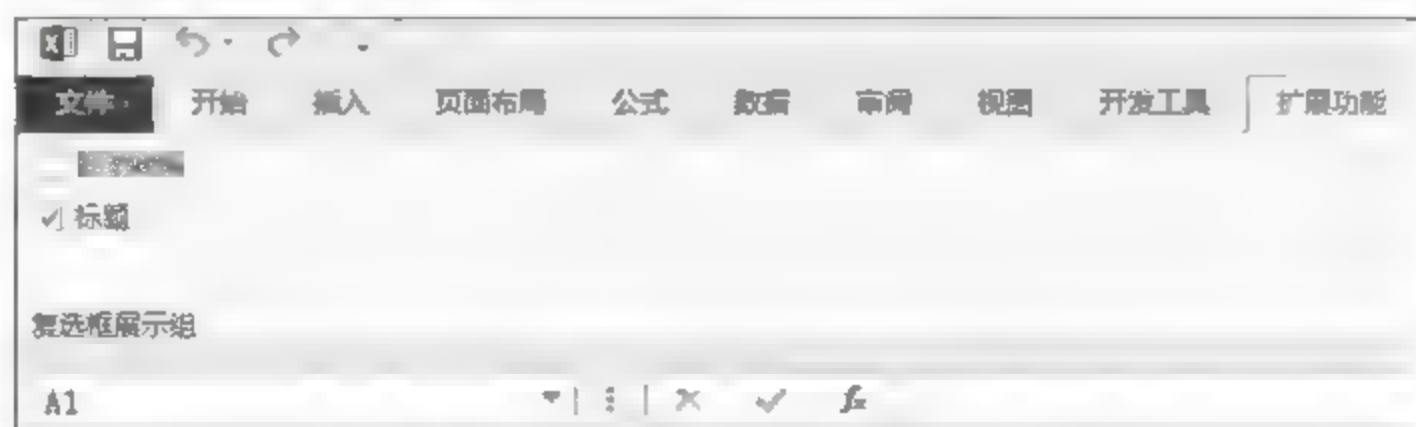 文件 开始 插入 页面布局 公式 数据 审阅 视图 开发工具 扩展功能
标题
复选框展示组
A1 fx